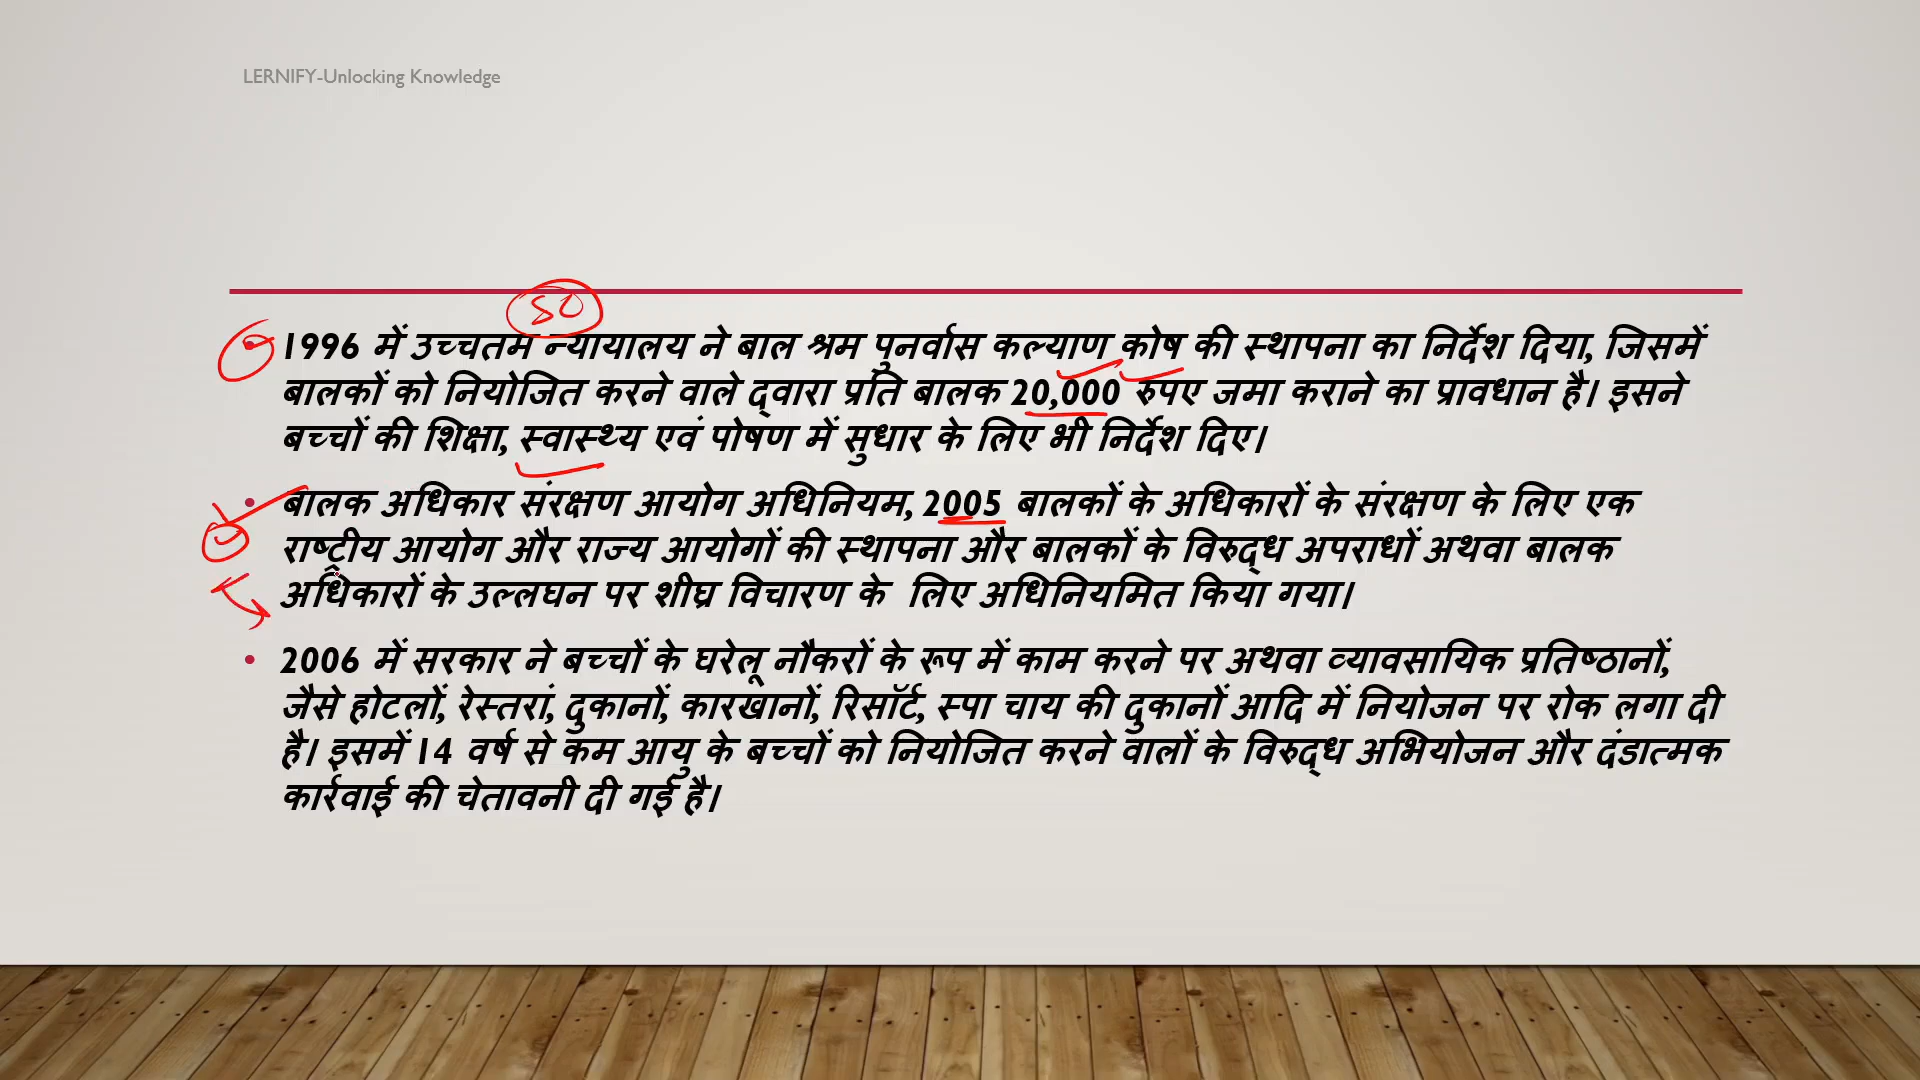 LERNIFY-Unlocking Knowledge
1996 में उच्चतम न्यायालय ने बाल श्रम पुनर्वास कल्याण कोष की स्थापना का निर्देश दिया, जिसमें
बालकों को नियोजित करने वाले द्वारा प्रति बालक 20,000 रुपए जमा कराने का प्रावधान है। इसने
बच्चों की शिक्षा, स्वास्थ्य एवं पोषण में सुधार के लिए भी निर्देश दिए।
बालक अधिकार संरक्षण आयोग अधिनियम, 2005 बालकों के अधिकारों के संरक्षण के लिए एक
राष्ट्रीय आयोग और राज्य आयोगों की स्थापना और बालकों के विरुद्ध अपराधों अथवा बालक
अधिकारों के उल्लघन पर शीघ्र विचारण के लिए अधिनियमित किया गया।
2006 में सरकार ने बच्चों के घरेलू नौकरों के रूप में काम करने पर अथवा व्यावसायिक प्रतिष्ठानों,
जैसे होटलों, रेस्तरां, दुकानों, कारखानों, रिसॉर्ट, स्पा चाय की दुकानों आदि में नियोजन पर रोक लगा दी
है। इसमें 14 वर्ष से कम आयु के बच्चों को नियोजित करने वालों के विरुद्ध अभियोजन और दंडात्मक
कार्रवाई की चेतावनी दी गई है।